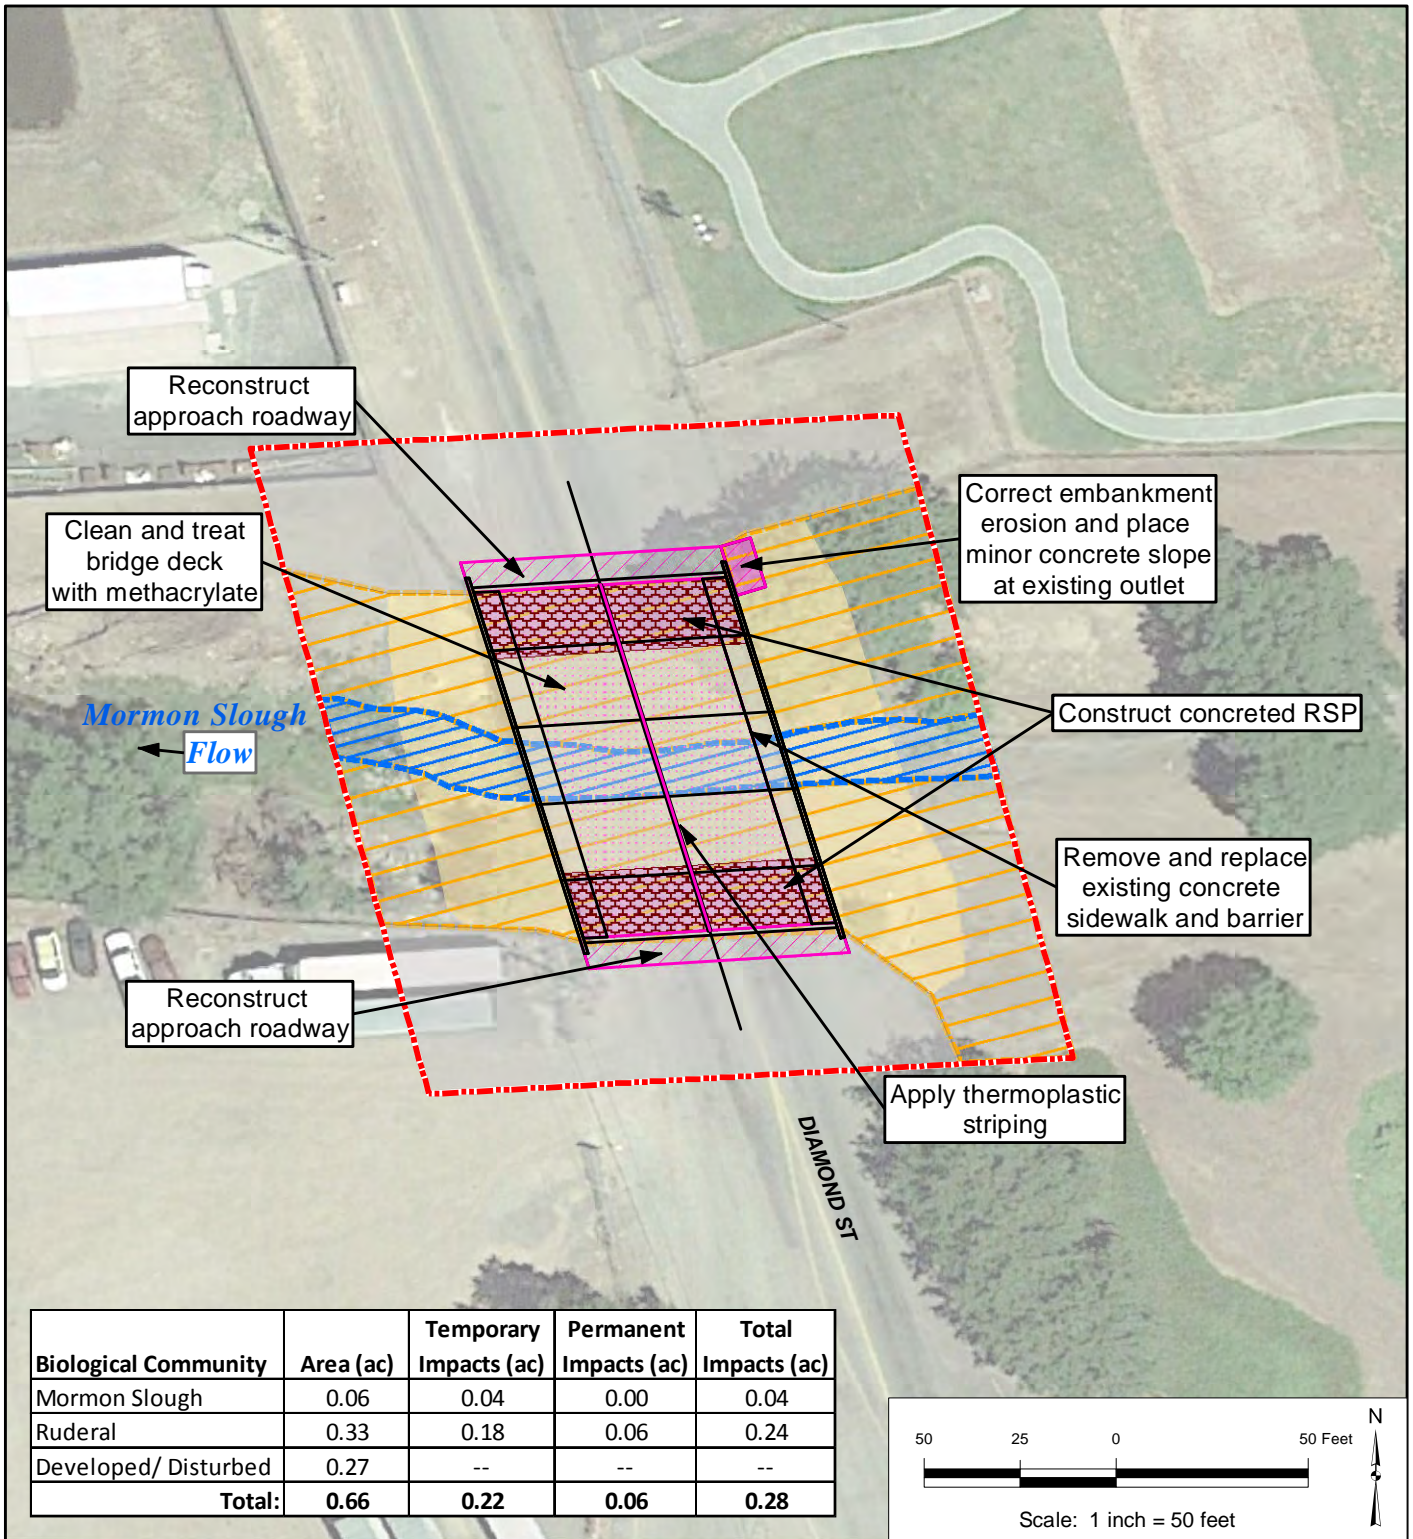 Reconstruct
approach roadway
Clean and treat
bridge deck
with methacrylate
Correct embankment
erosion and place
minor concrete slope
at existing outlet
Mormon Slough
Flow
Construct concreted RSP
Remove and replace
existing concrete
sidewalk and barrier
Reconstruct
approach roadway
Apply thermoplastic
striping
DIAMOND ST
Biological Community Area (ac) Temporary Impacts (ac) Permanent Impacts (ac) Total Impacts (ac)
Mormon Slough 0.06 0.04 0.00 0.04
Ruderal 0.33 0.18 0.06 0.24
Developed/ Disturbed 0.27 -- -- --
Total: 0.66 0.22 0.06 0.28
N
50 25 0 50 Feet
Scale: 1 inch = 50 feet